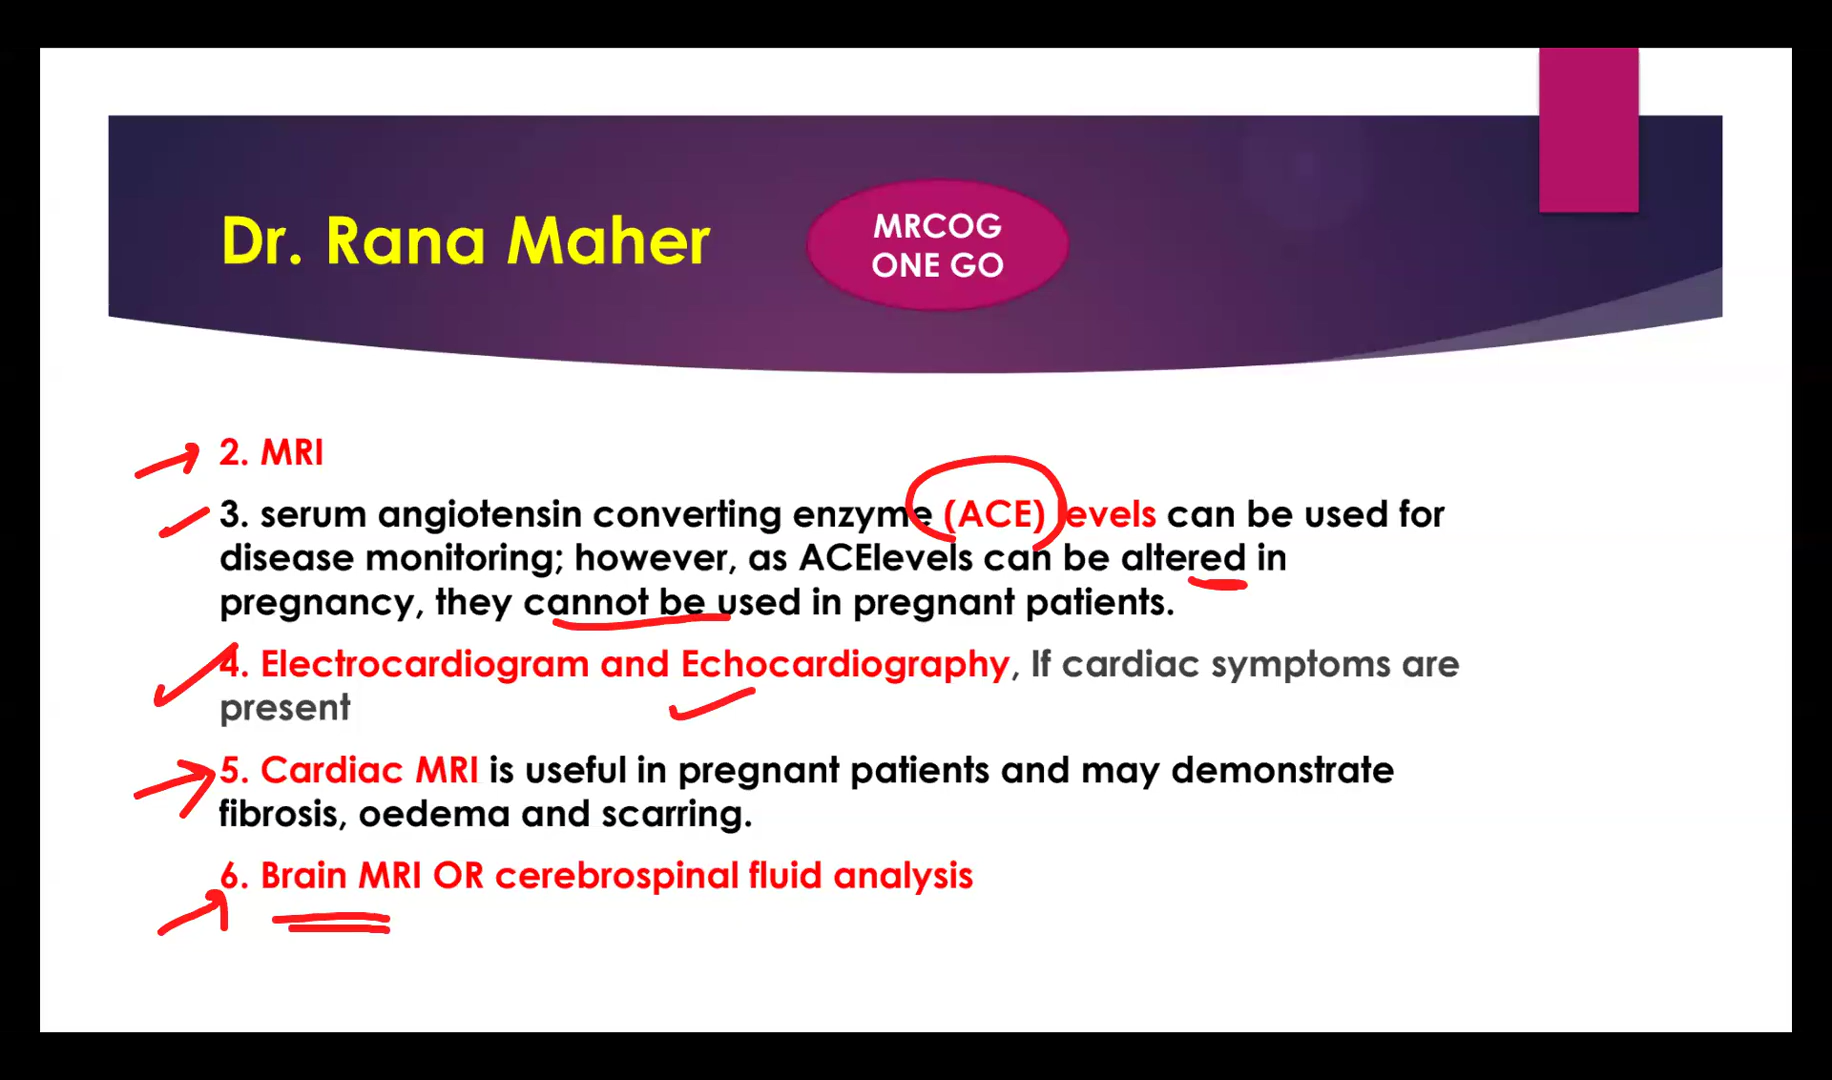 Dr. Rana Maher
MRCOG
ONE GO
2. MRI
3. serum angiotensin converting enzyme (ACE) levels can be used for
disease monitoring; however, as ACElevels can be altered in
pregnancy, they cannot be used in pregnant patients.
4. Electrocardiogram and Echocardiography, If cardiac symptoms are
present
5. Cardiac MRI is useful in pregnant patients and may demonstrate
fibrosis, oedema and scarring.
6. Brain MRI OR cerebrospinal fluid analysis